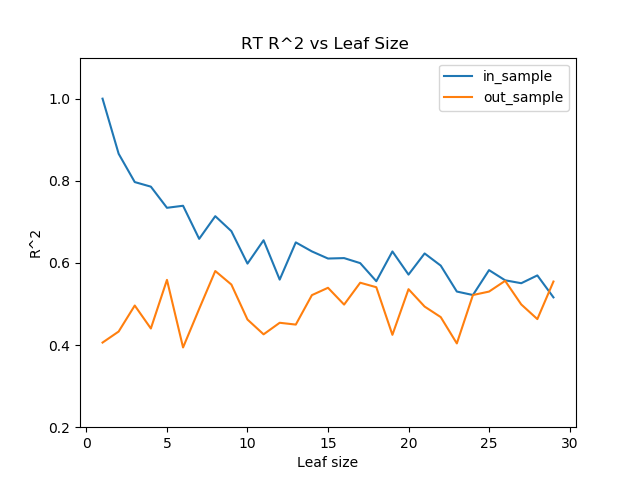 RT R^2 vs Leaf Size
in_sample
out_sample
1.0
0.8
0.6
0.4
0.2
R^2
0 5 10 15 20 25 30
Leaf size